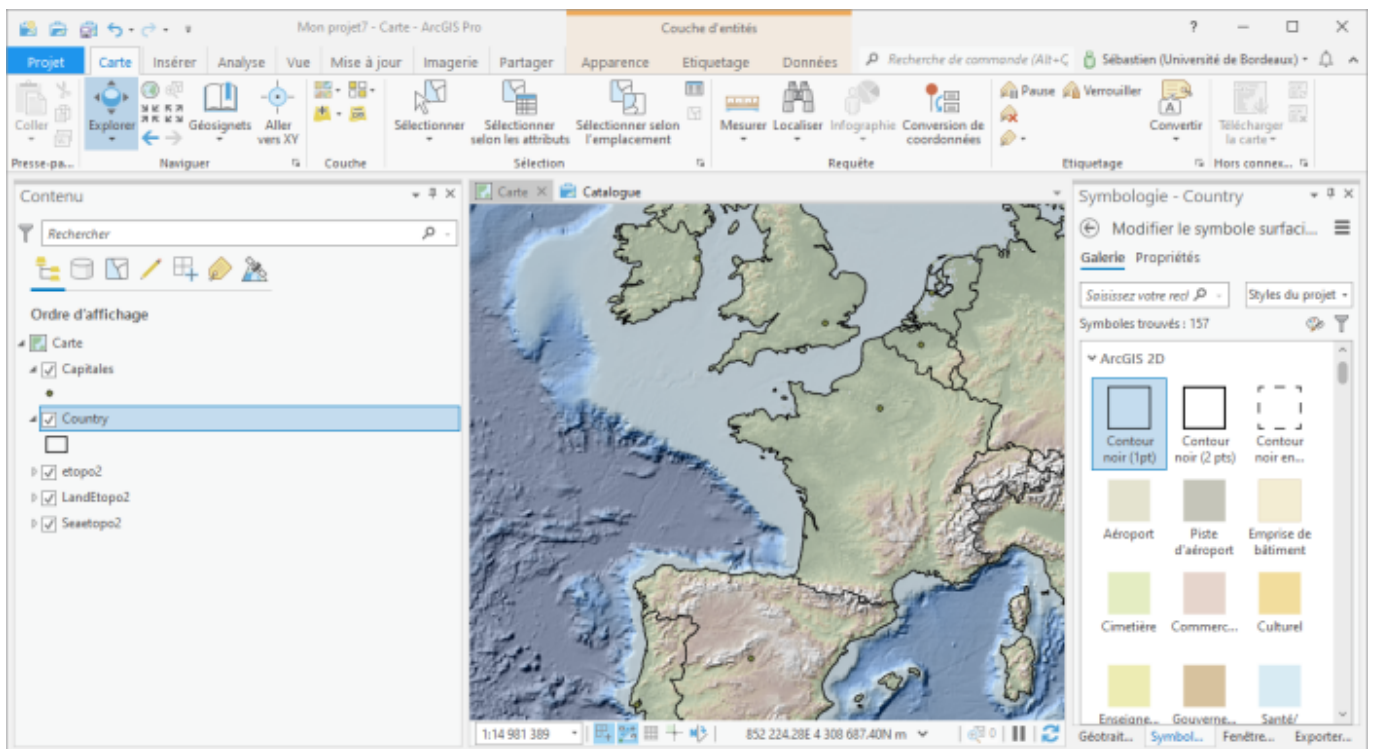 Mon projet7 - Carte - ArcGIS Pro
Couche d'entités
?
Projet Carte Insérer Analyse Vue Mise à jour Imagerie Partager Apparence Etiquetage Données Recherche de commande (Alt+Q Sébastien (Université de Bordeaux)
Pause Verrouiller
Coller Explorer Géosignets Aller vers XY Sélectionner Sélectionner selon les attributs Sélectionner selon l'emplacement Mesurer Localiser Infographie Conversion de coordonnées Convertir Télécharger la carte
Presse-pa... Naviguer Couche Sélection Requête Etiquetage Hors connex...
Contenu
Rechercher
Ordre d'affichage
Carte
Capitales
Country
etopo2
LandEtopo2
Seaetopo2
Carte Catalogue
1:14 981 389
852 224,28E 4 308 687,40N m
0
Symbologie - Country
Modifier le symbole surfaci...
Galerie Propriétés
Saisissez votre recl Styles du projet
Symboles trouvés : 157
ArcGIS 2D
Contour noir (1pt) Contour noir (2 pts) Contour noir en...
Aéroport Piste d'aéroport Emprise de bâtiment
Cimetière Commerc... Culturel
Enseigne... Gouverne... Santé/
Géotrait... Symbol... Fenêtre... Exporter...